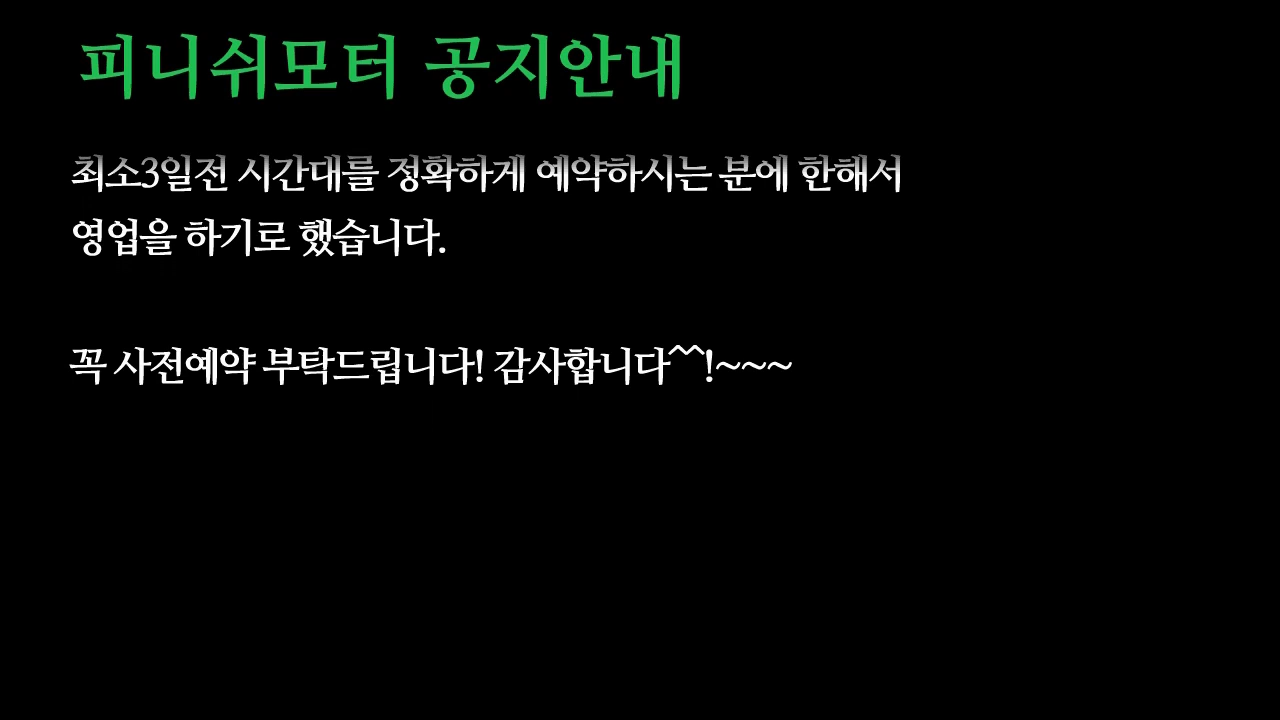 피니쉬모터 공지안내
최소3일전 시간대를 정확하게 예약하시는 분에 한해서
영업을 하기로 했습니다.
꼭 사전예약 부탁드립니다! 감사합니다^^!~~~